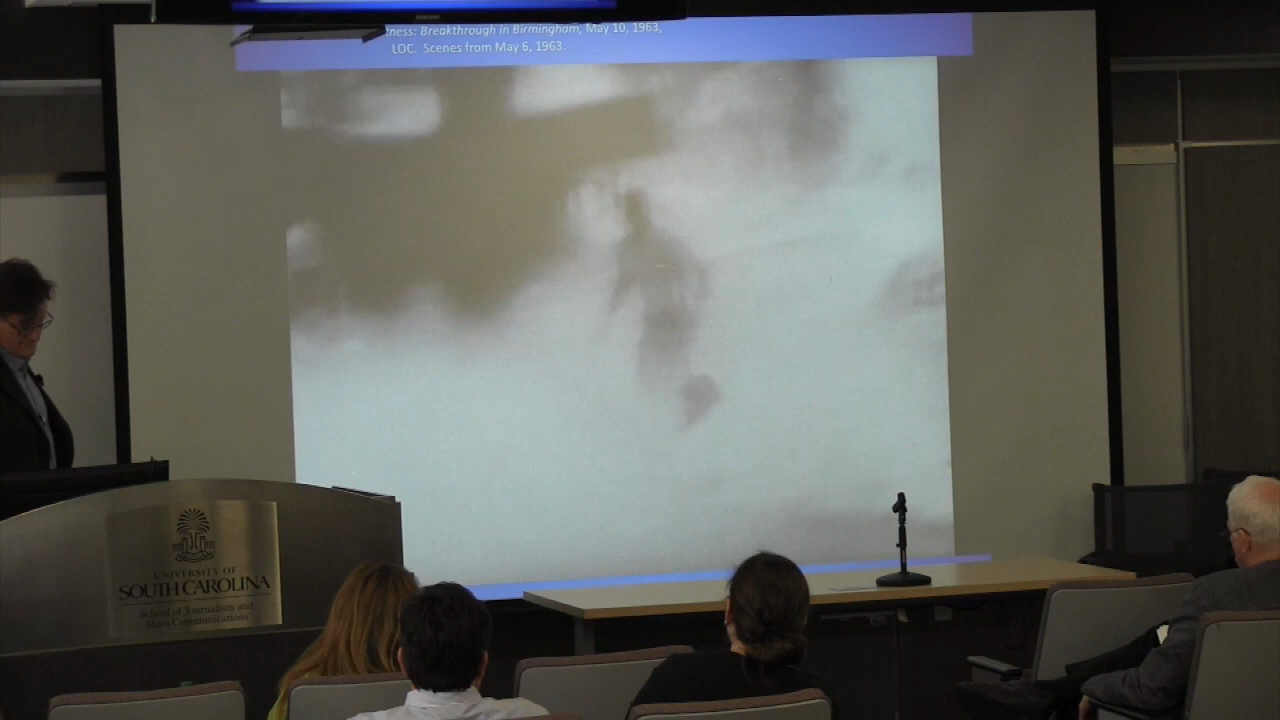 ness: Breakthrough In Birmingham, May 10, 1963,
LOC. Scenes from May 6, 1963.
UNIVERSITY OF
SOUTH CAROLINA
School of Journalism and
Mass Communications